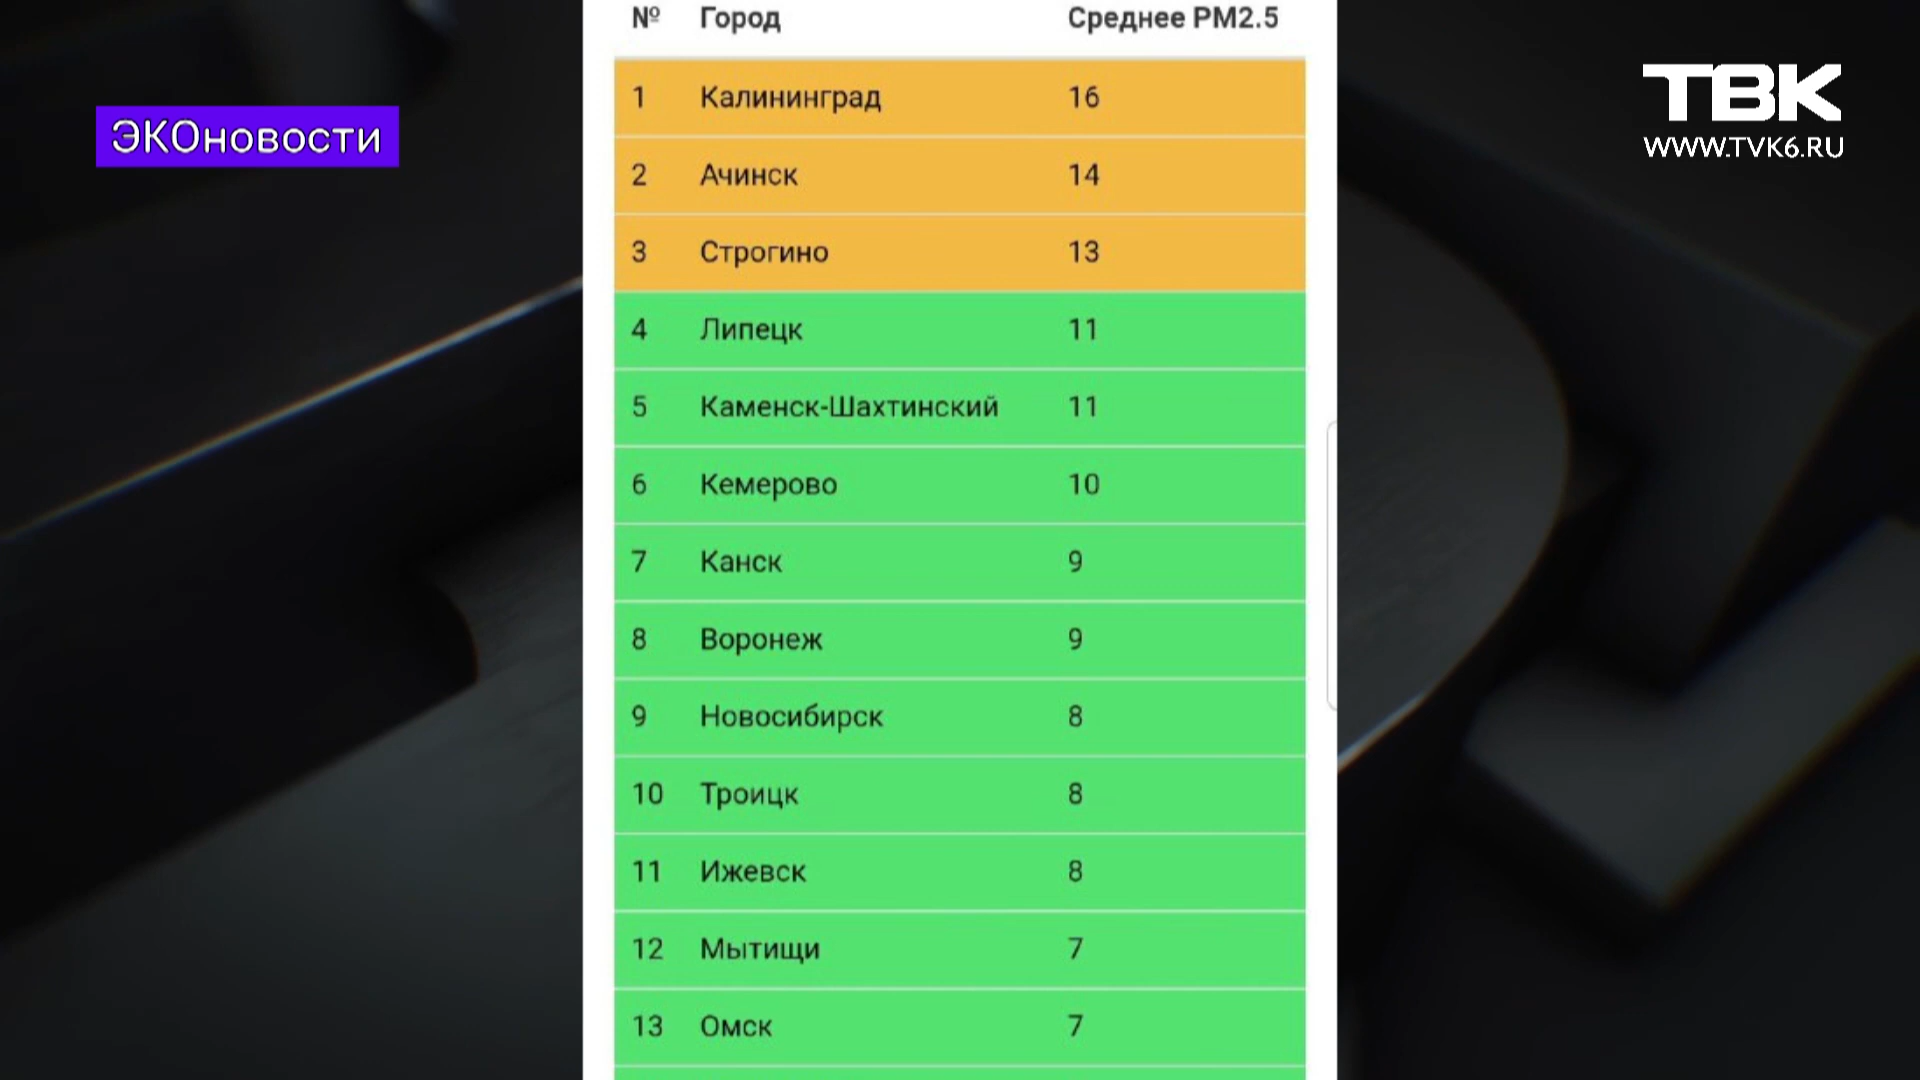 № Город Среднее PM2.5
ЭКОновости
ТВК
WWW.TVK6.RU
1 Калининград 16
2 Ачинск 14
3 Строгино 13
4 Липецк 11
5 Каменск-Шахтинский 11
6 Кемерово 10
7 Канск 9
8 Воронеж 9
9 Новосибирск 8
10 Троицк 8
11 Ижевск 8
12 Мытищи 7
13 Омск 7